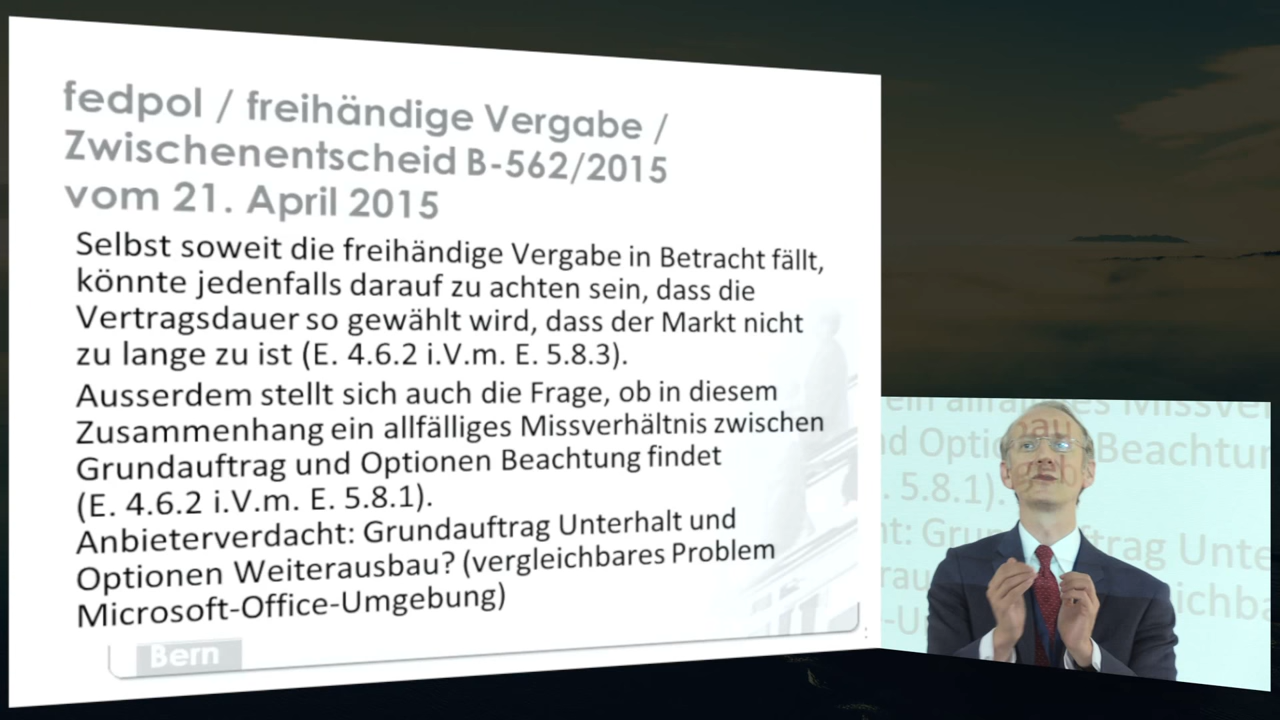 fedpol / freihändige Vergabe /
Zwischenentscheid B-562/2015
vom 21. April 2015
Selbst soweit die freihändige Vergabe in Betracht fällt,
könnte jedenfalls darauf zu achten sein, dass die
Vertragsdauer so gewählt wird, dass der Markt nicht
zu lange zu ist (E. 4.6.2 i.V.m. E. 5.8.3).
Ausserdem stellt sich auch die Frage, ob in diesem
Zusammenhang ein allfälliges Missverhältnis zwischen
Grundauftrag und Optionen Beachtung findet
(E. 4.6.2 i.V.m. E. 5.8.1).
Anbieterverdacht: Grundauftrag Unterhalt und
Optionen Weiterausbau? (vergleichbares Problem
Microsoft-Office-Umgebung)
Bern
Beachtun
5.8.1).